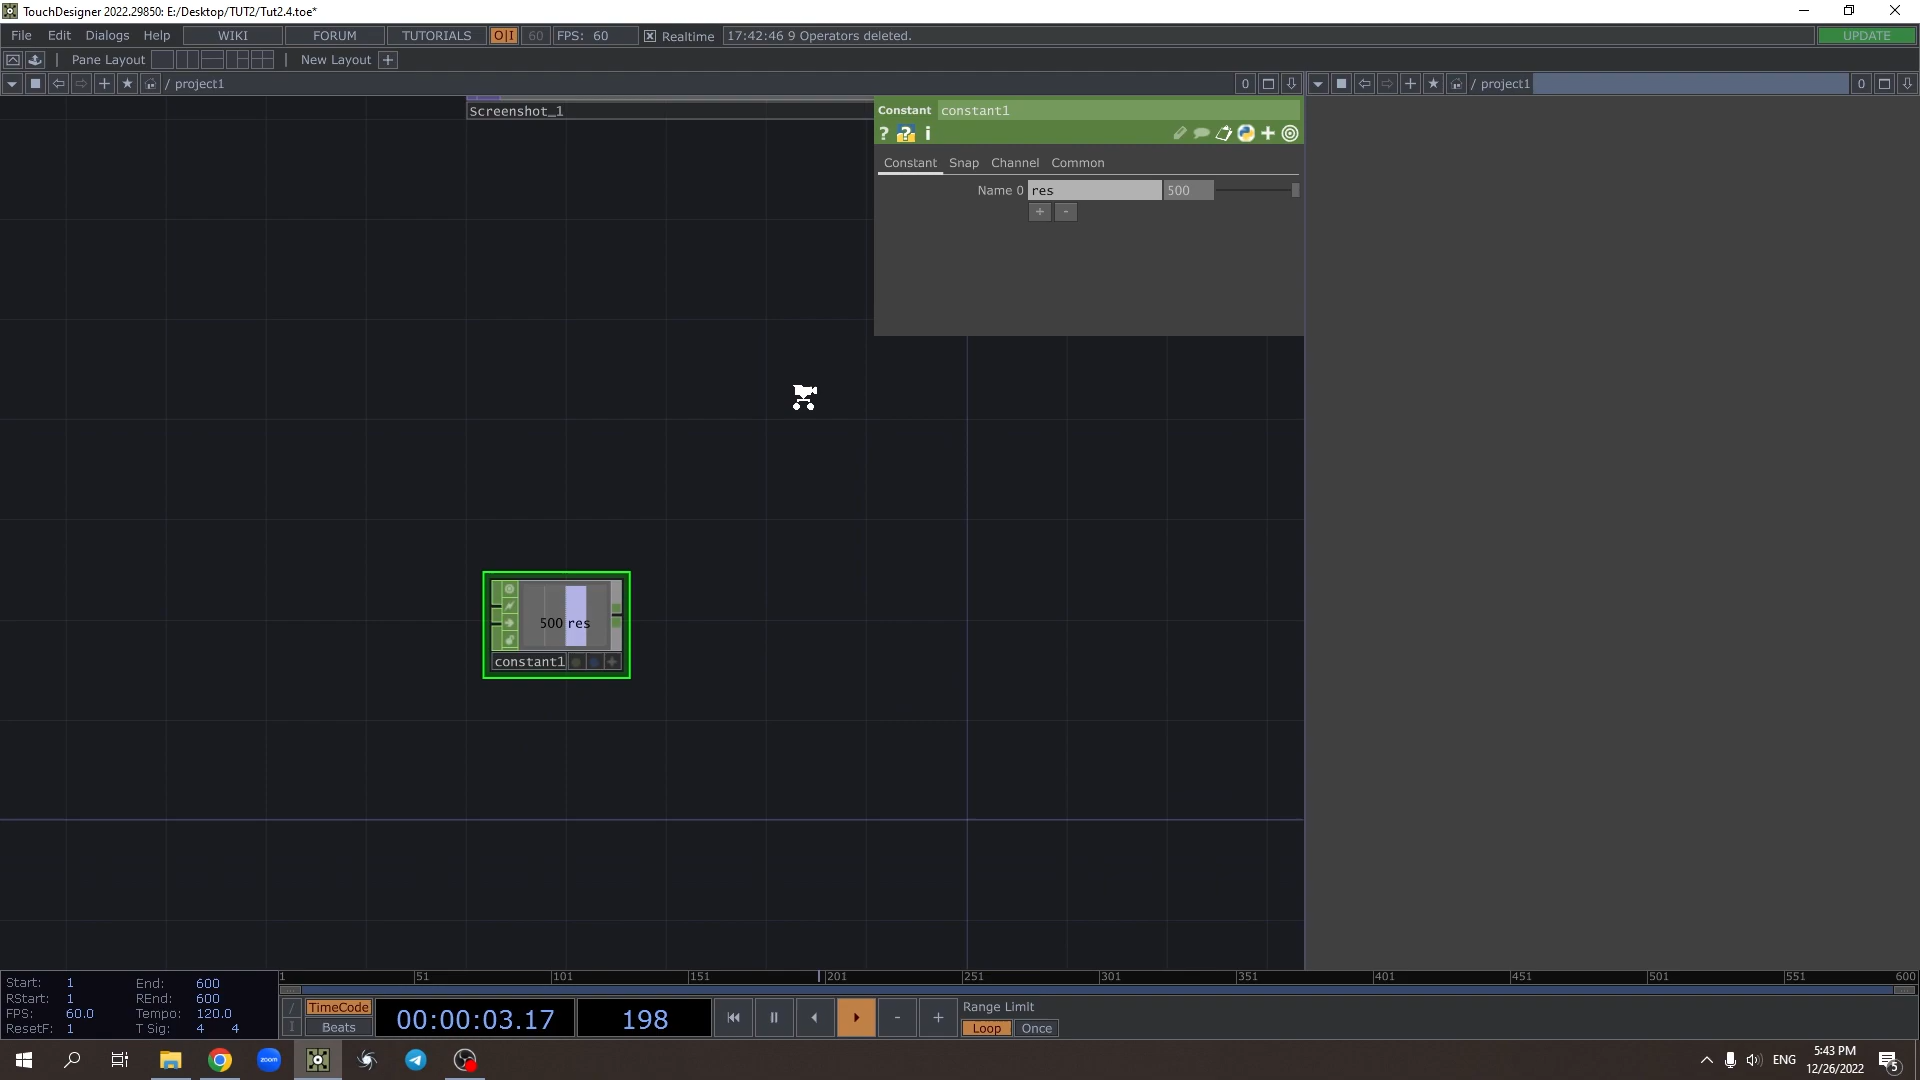 TouchDesigner 2022.29850: E:/Desktop/TUT2/Tut2.4.toe*
File Edit Dialogs Help WIKI FORUM TUTORIALS O|I 60 FPS: 60 Realtime 17:42:46 9 Operators deleted. UPDATE
Pane Layout New Layout +
/ project1 0 / project1 0
Screenshot_1
Constant constant1
? ? i
Constant Snap Channel Common
Name 0 res 500
+ -
500 res
constant1
1 51 101 151 201 251 301 351 401 451 501 551 600
Start: 1 End: 600
RStart: 1 REnd: 600
FPS: 60.0 Tempo: 120.0
ResetF: 1 T Sig: 4 4
/ TimeCode
I Beats
00:00:03.17 198 - +
Range Limit
Loop Once
zoom
ENG
5:43 PM
12/26/2022
5